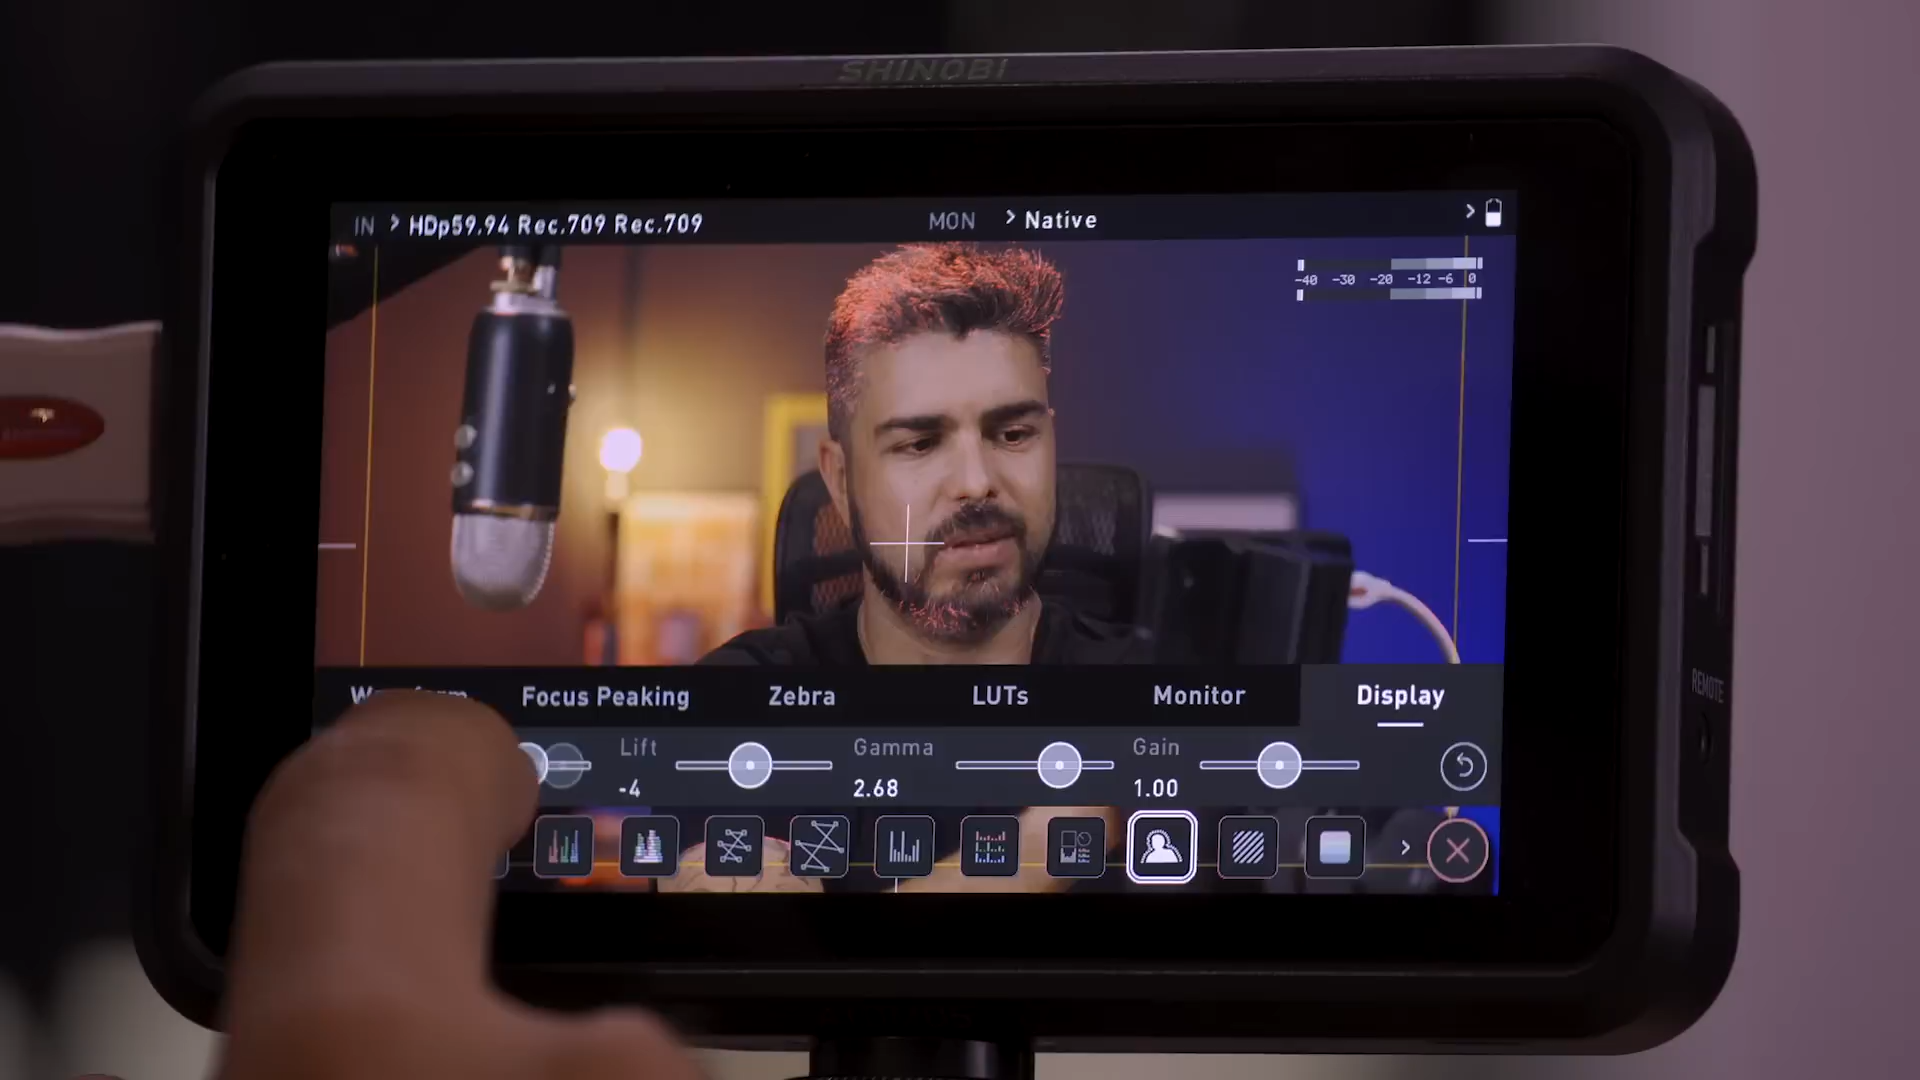 SHINOBI
IN > HDp59.94 Rec.709 Rec.709 MON > Native >
-40 -30 -20 -12 -6 0
Focus Peaking Zebra LUTs Monitor Display
Lift Gamma Gain
-4 2.68 1.00
REMOTE